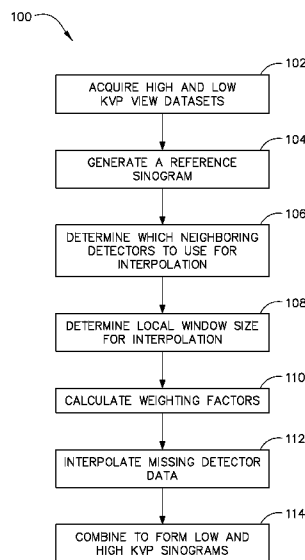 100
102
ACQUIRE HIGH AND LOW
KVP VIEW DATASETS
104
GENERATE A REFERENCE
SINOGRAM
106
DETERMINE WHICH NEIGHBORING
DETECTORS TO USE FOR
INTERPOLATION
108
DETERMINE LOCAL WINDOW SIZE
FOR INTERPOLATION
110
CALCULATE WEIGHTING FACTORS
112
INTERPOLATE MISSING DETECTOR
DATA
114
COMBINE TO FORM LOW AND
HIGH KVP SINOGRAMS